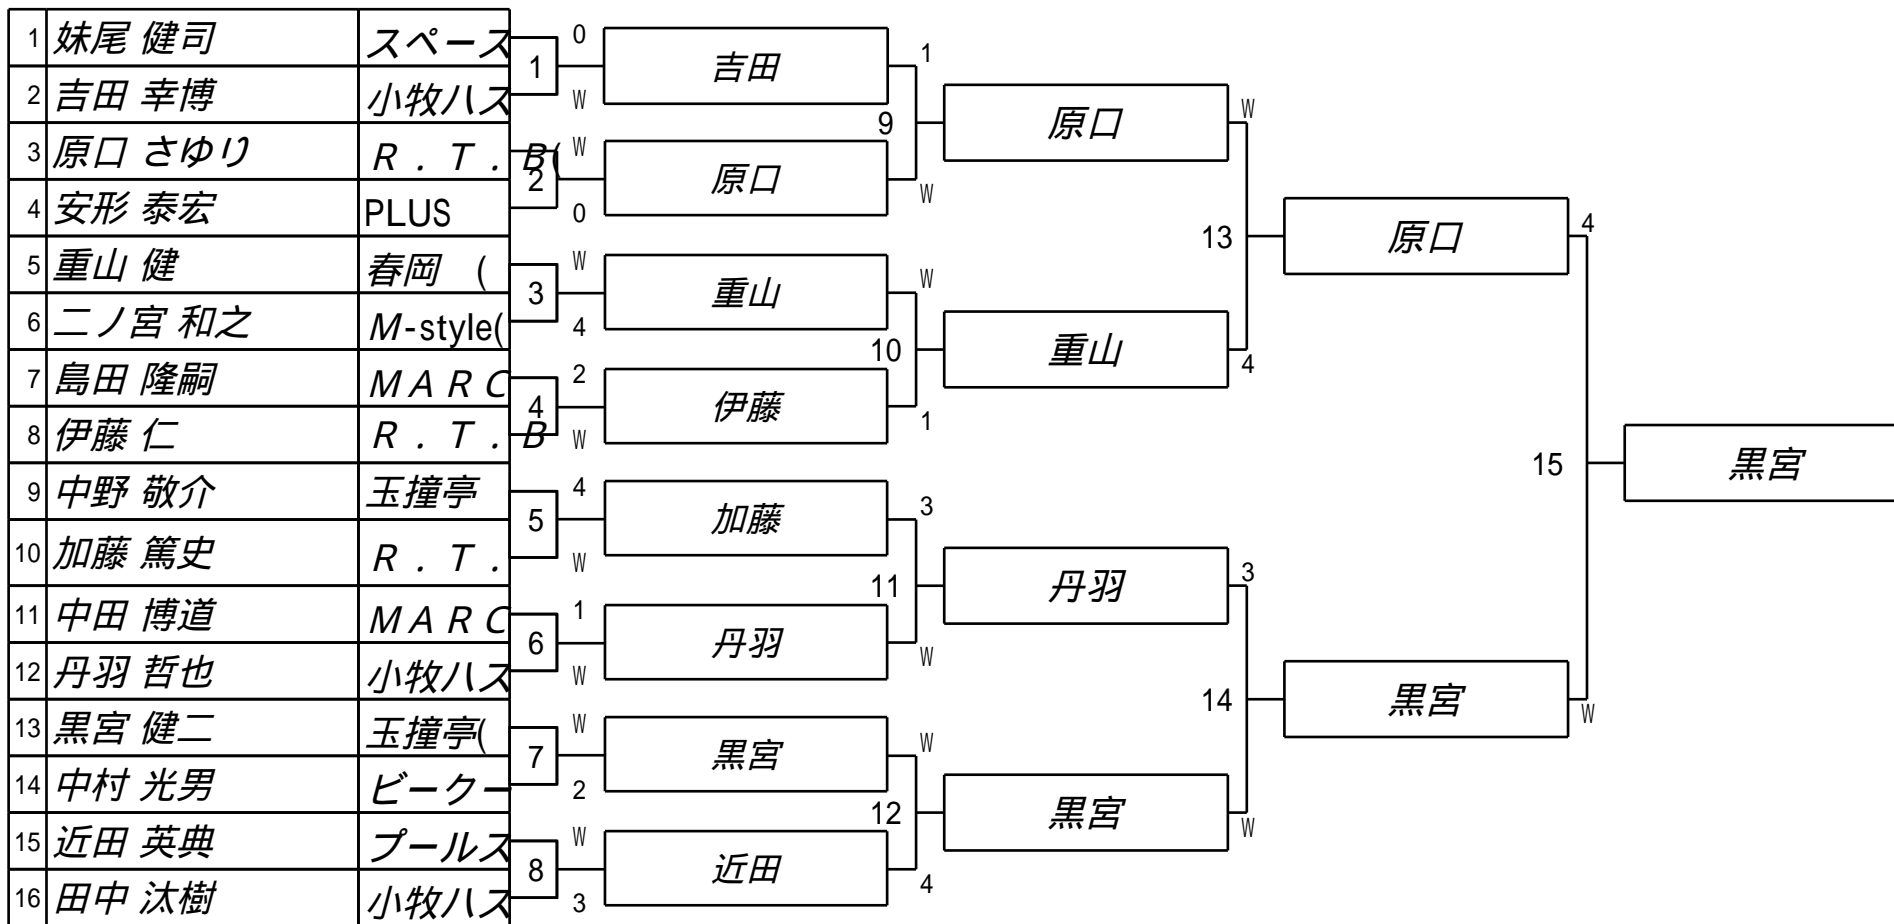 1 妹尾 健司 スペース
2 吉田 幸博 小牧ハス
3 原口 さゆり Ｒ．Ｔ．Ｂ(
4 安形 泰宏 PLUS
5 重山 健 春岡 (
6 二ノ宮 和之 M-style(
7 島田 隆嗣 ＭＡＲＣ
8 伊藤 仁 Ｒ．Ｔ．Ｂ
9 中野 敬介 玉撞亭
10 加藤 篤史 Ｒ．Ｔ．
11 中田 博道 ＭＡＲＣ
12 丹羽 哲也 小牧ハス
13 黒宮 健二 玉撞亭(
14 中村 光男 ビークー
15 近田 英典 プールス
16 田中 汰樹 小牧ハス
0
1
W
W
2
0
W
3
4
2
4
W
4
5
W
1
6
W
W
7
2
W
8
3
吉田
原口
重山
伊藤
加藤
丹羽
黒宮
近田
1
9
W
W
10
1
3
11
W
W
12
4
原口
重山
丹羽
黒宮
W
13
4
3
14
W
原口
黒宮
4
15
W
黒宮